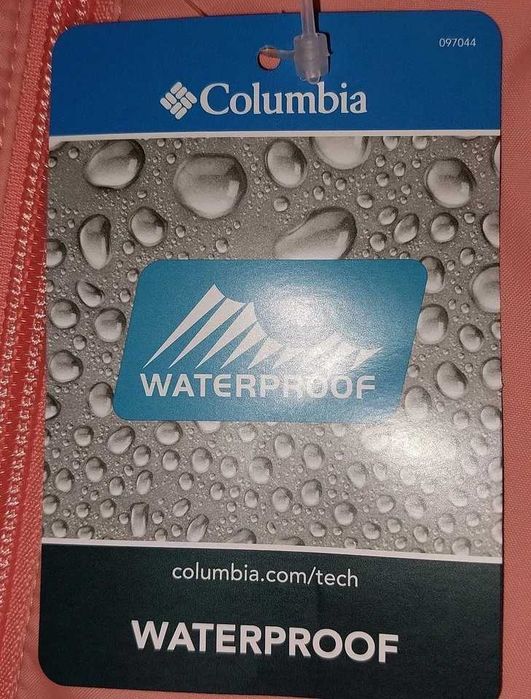 097044
Columbia
WATERPROOF
columbia.com/tech
WATERPROOF